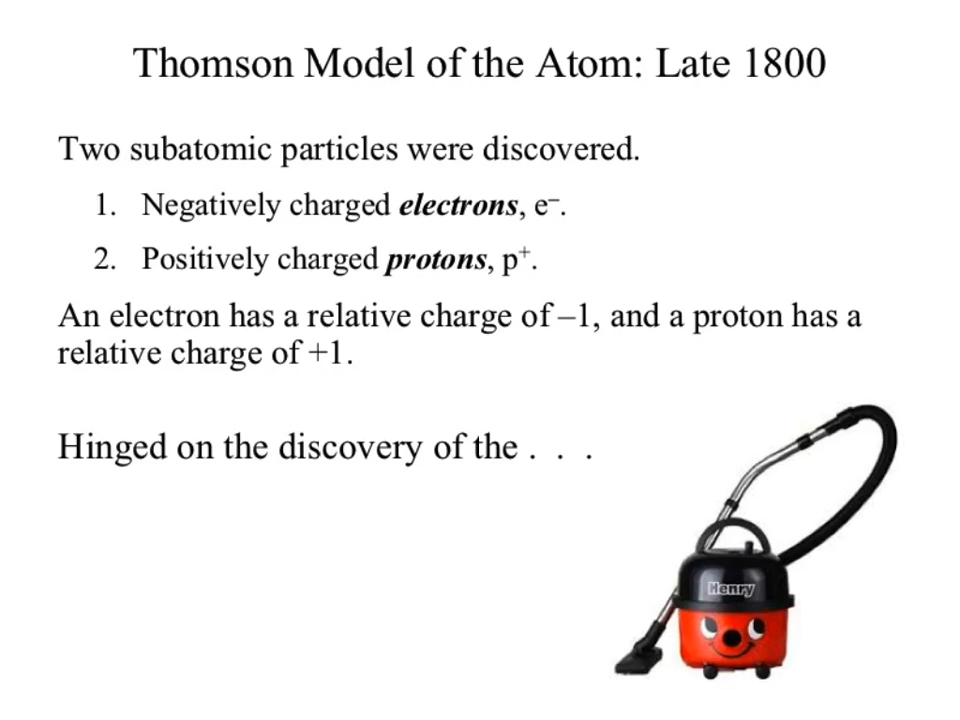 Thomson Model of the Atom: Late 1800
Two subatomic particles were discovered.
1. Negatively charged electrons, e⁻.
2. Positively charged protons, p⁺.
An electron has a relative charge of –1, and a proton has a
relative charge of +1.
Hinged on the discovery of the . . .
Henry